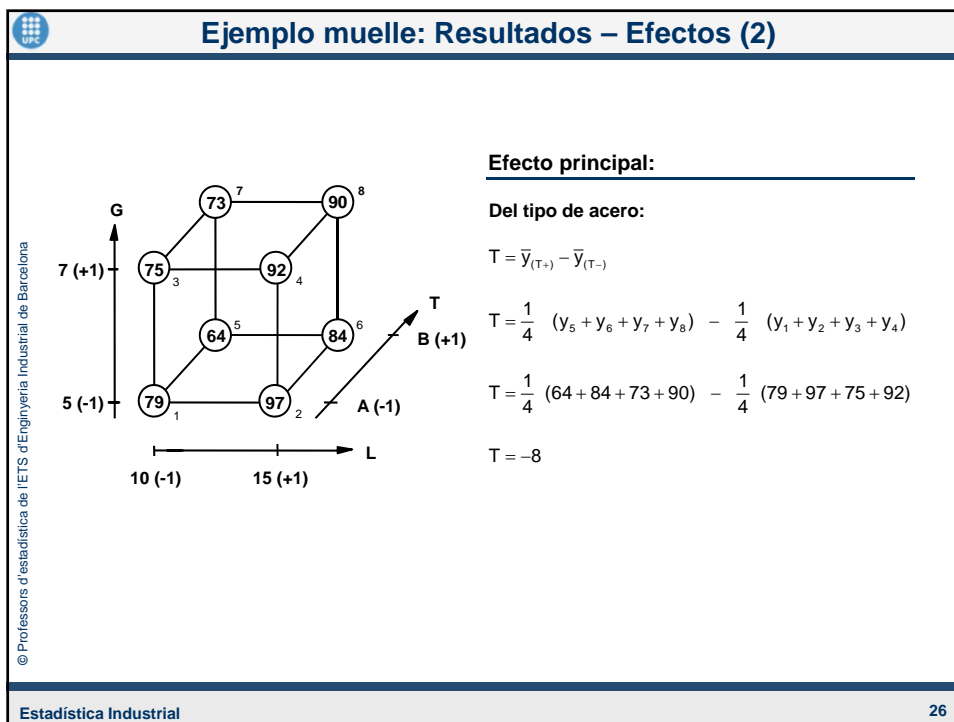 UPC
Ejemplo muelle: Resultados – Efectos (2)
© Professors d'estadística de l'ETS d'Enginyeria Industrial de Barcelona
G
7 (+1)
5 (-1)
73 7
90 8
75 3
92 4
64 5
84 6
79 1
97 2
T
B (+1)
A (-1)
L
10 (-1)
15 (+1)
Efecto principal:
Del tipo de acero:
T = y̅(T+) − y̅(T−)
T = 1/4 (y₅ + y₆ + y₇ + y₈) − 1/4 (y₁ + y₂ + y₃ + y₄)
T = 1/4 (64 + 84 + 73 + 90) − 1/4 (79 + 97 + 75 + 92)
T = −8
Estadística Industrial
26